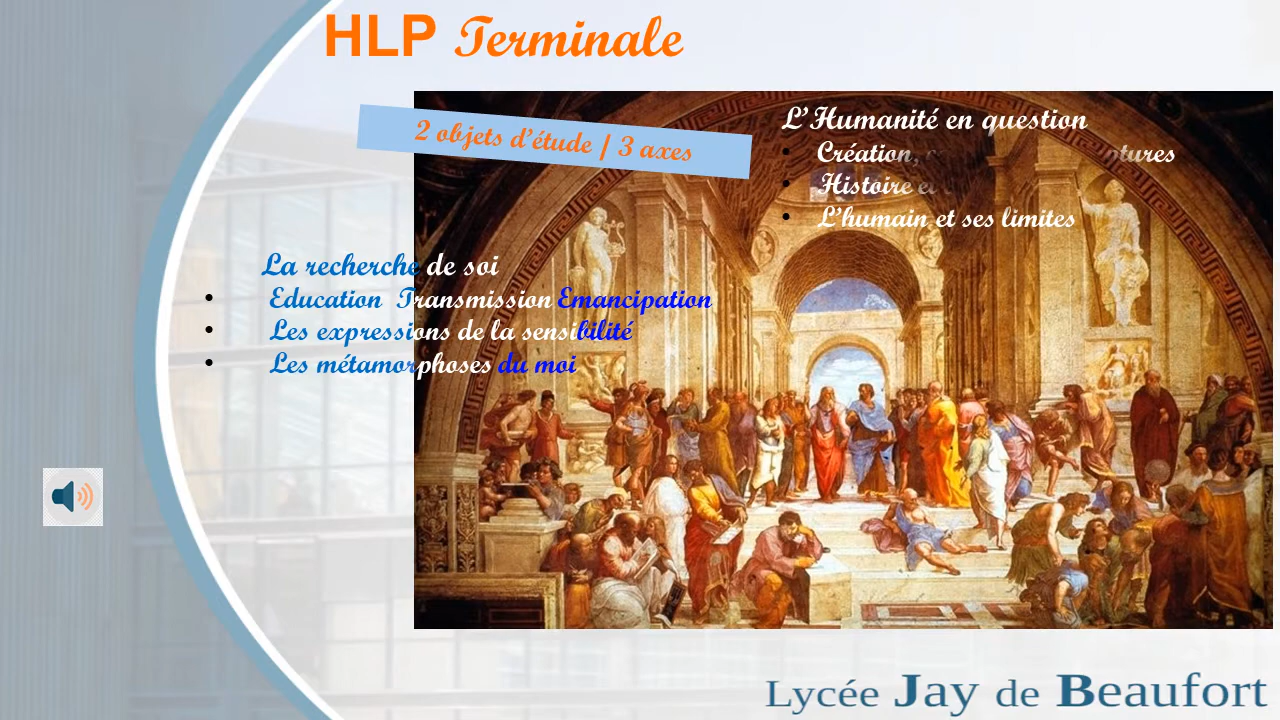 HLP Terminale
2 objets d'étude / 3 axes
L'Humanité en question
• Création,
• Histoire et
• L'humain et ses limites
La recherche de soi
• Education Transmission Emancipation
• Les expressions de la sensibilité
• Les métamorphoses du moi
Lycée Jay de Beaufort